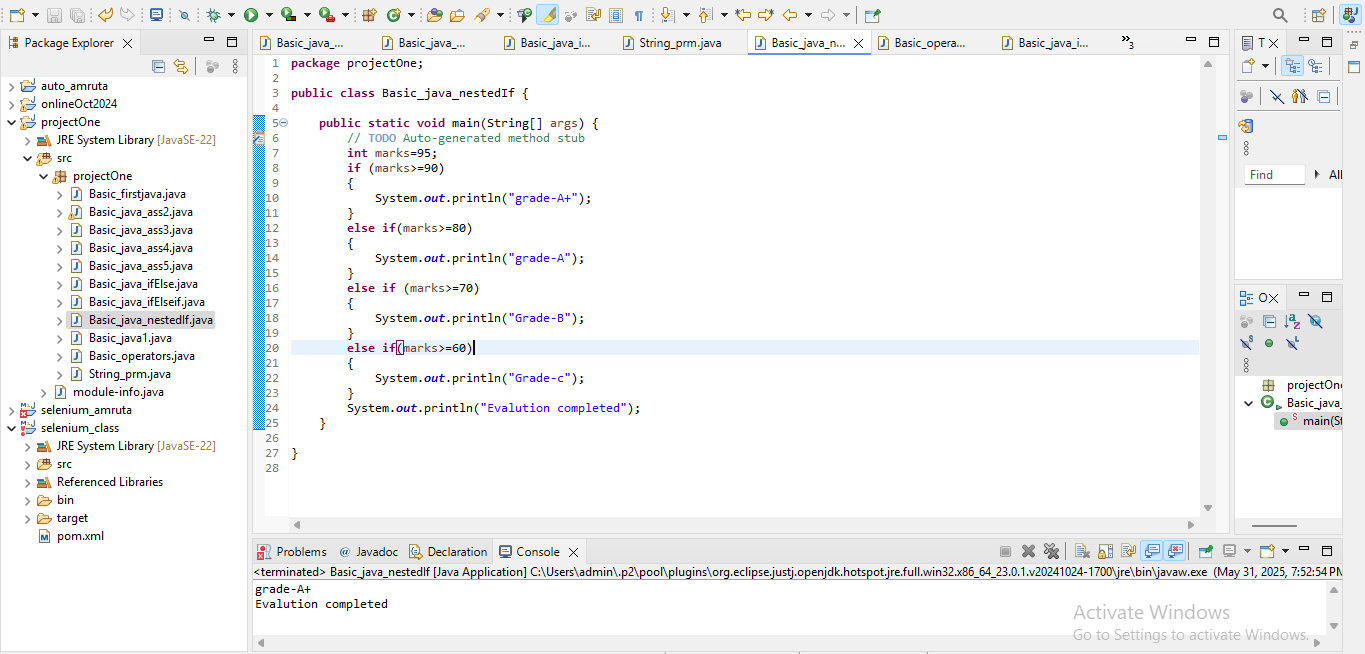 Package Explorer
auto_amruta
onlineOct2024
projectOne
JRE System Library [JavaSE-22]
src
projectOne
Basic_firstjava.java
Basic_java_ass2.java
Basic_java_ass3.java
Basic_java_ass4.java
Basic_java_ass5.java
Basic_java_ifElse.java
Basic_java_ifElseif.java
Basic_java_nestedIf.java
Basic_java1.java
Basic_operators.java
String_prm.java
module-info.java
selenium_amruta
selenium_class
JRE System Library [JavaSE-22]
src
Referenced Libraries
bin
target
pom.xml
Basic_java_... Basic_java_... Basic_java_i... String_prm.java Basic_java_n... Basic_opera... Basic_java_i... »3
1 package projectOne;
2
3 public class Basic_java_nestedIf {
4
5 public static void main(String[] args) {
6 // TODO Auto-generated method stub
7 int marks=95;
8 if (marks>=90)
9 {
10 System.out.println("grade-A+");
11 }
12 else if(marks>=80)
13 {
14 System.out.println("grade-A");
15 }
16 else if (marks>=70)
17 {
18 System.out.println("Grade-B");
19 }
20 else if(marks>=60)
21 {
22 System.out.println("Grade-c");
23 }
24 System.out.println("Evalution completed");
25 }
26
27 }
28
T
Find All
O
projectOn
Basic_java_
main(St
Problems @ Javadoc Declaration Console
<terminated> Basic_java_nestedIf [Java Application] C:\Users\admin\.p2\pool\plugins\org.eclipse.justj.openjdk.hotspot.jre.full.win32.x86_64_23.0.1.v20241024-1700\jre\bin\javaw.exe (May 31, 2025, 7:52:54 PM
grade-A+
Evalution completed
Activate Windows
Go to Settings to activate Windows.